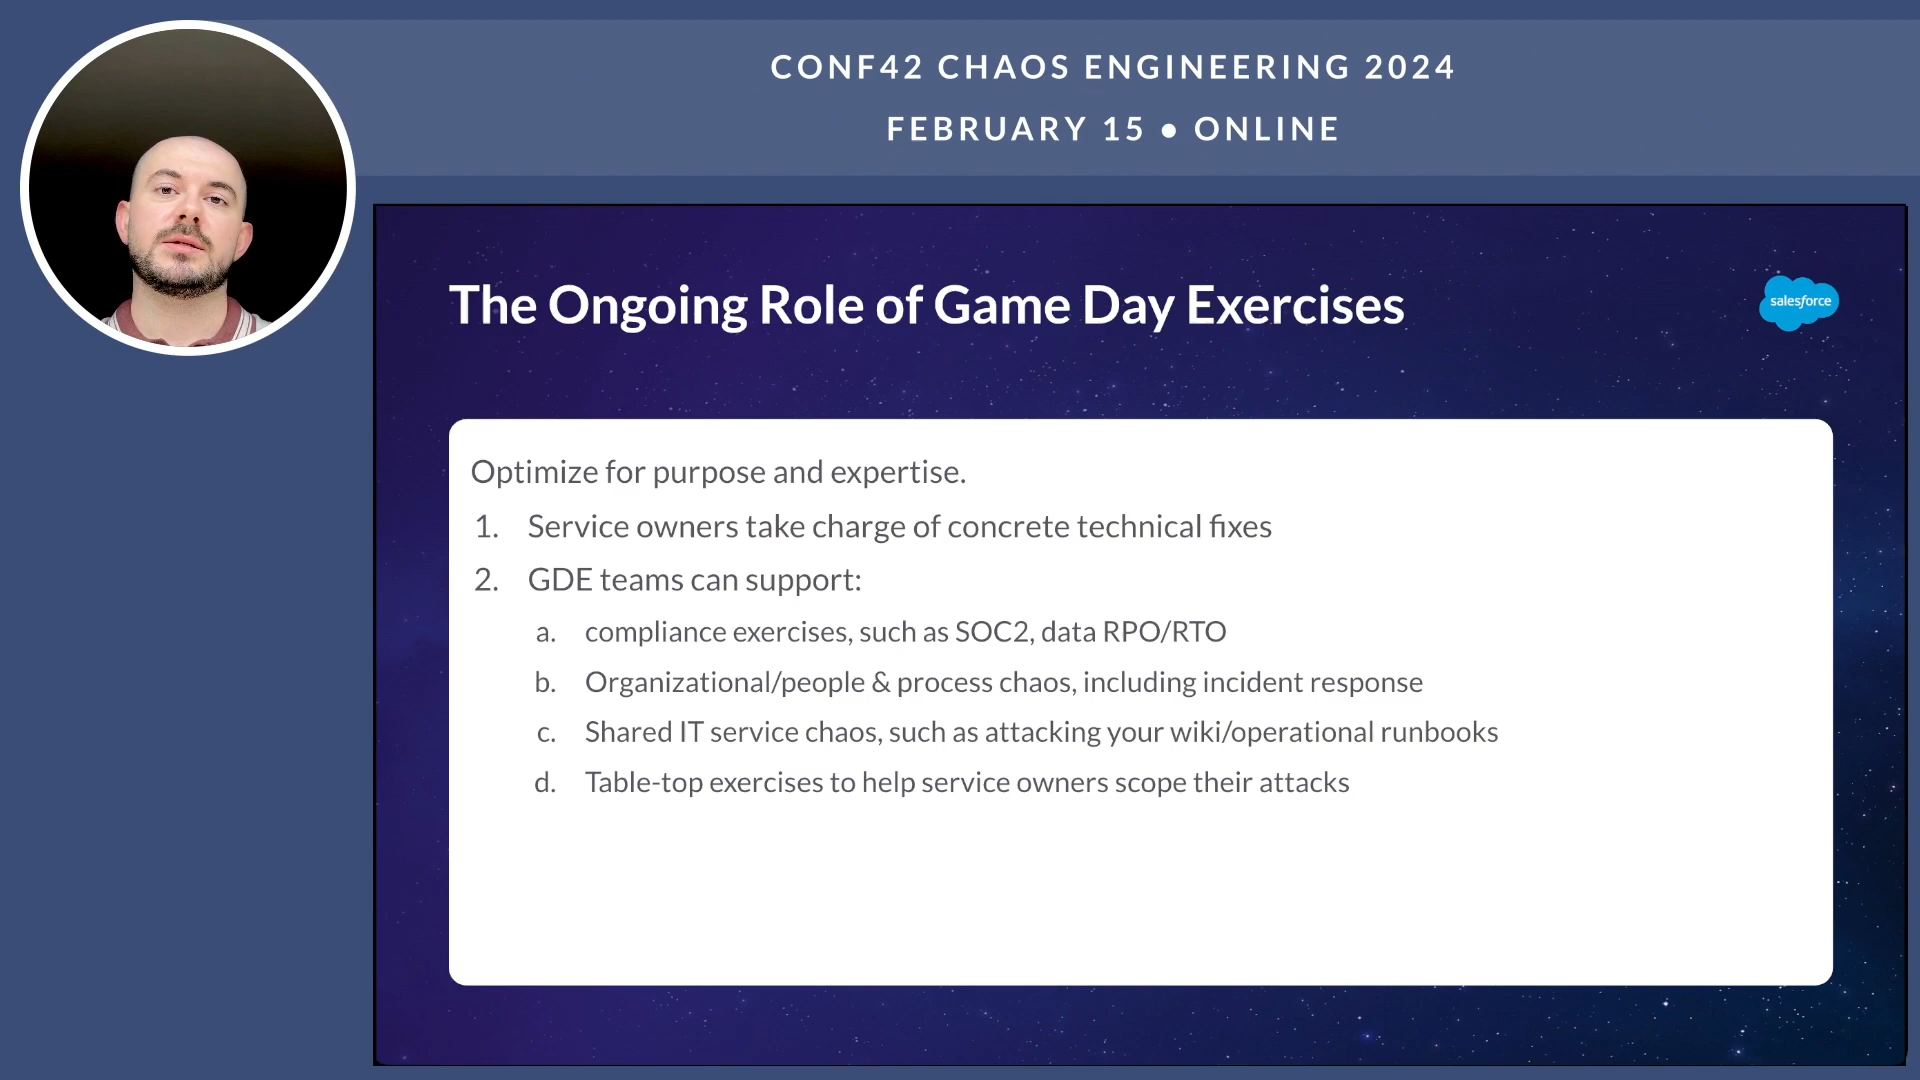 CONF42 CHAOS ENGINEERING 2024
FEBRUARY 15 • ONLINE
The Ongoing Role of Game Day Exercises
salesforce
Optimize for purpose and expertise.
1. Service owners take charge of concrete technical fixes
2. GDE teams can support:
a. compliance exercises, such as SOC2, data RPO/RTO
b. Organizational/people & process chaos, including incident response
c. Shared IT service chaos, such as attacking your wiki/operational runbooks
d. Table-top exercises to help service owners scope their attacks